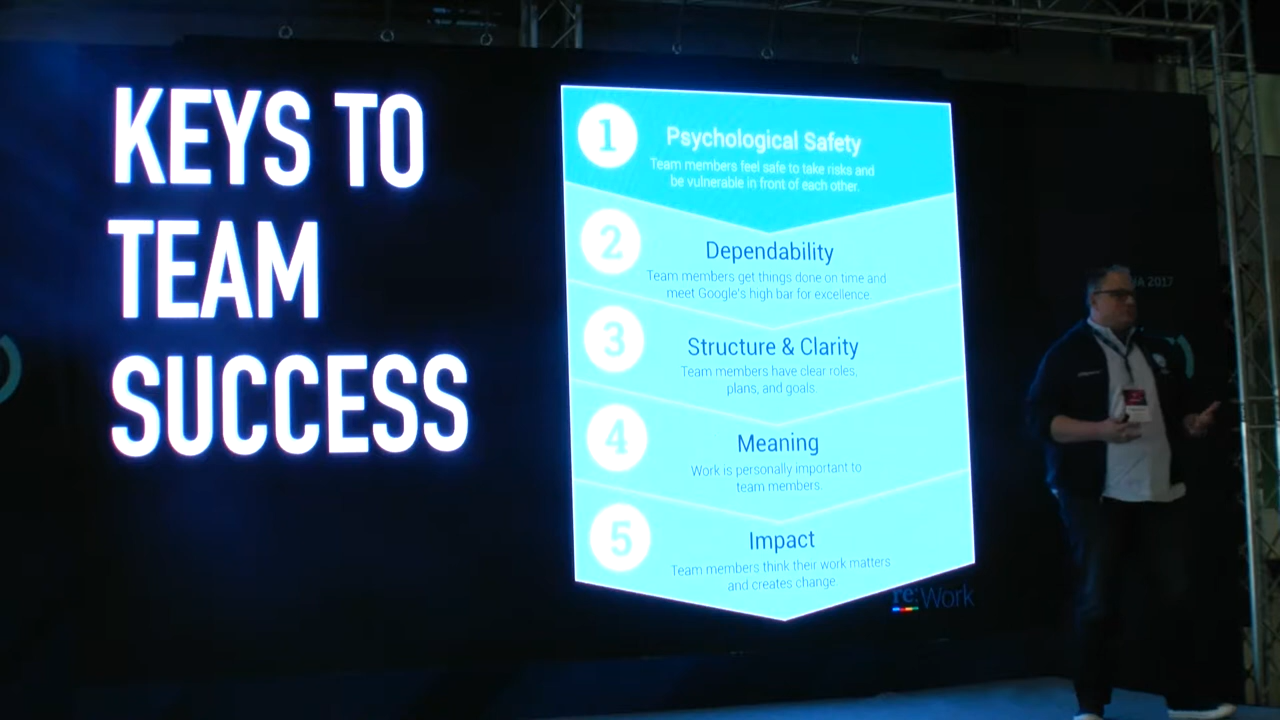 KEYS TO
TEAM
SUCCESS
1
Psychological Safety
Team members feel safe to take risks and
be vulnerable in front of each other.
2
Dependability
Team members get things done on time and
meet Google's high bar for excellence.
3
Structure & Clarity
Team members have clear roles,
plans, and goals.
4
Meaning
Work is personally important to
team members.
5
Impact
Team members think their work matters
and creates change.
re:Work
2017